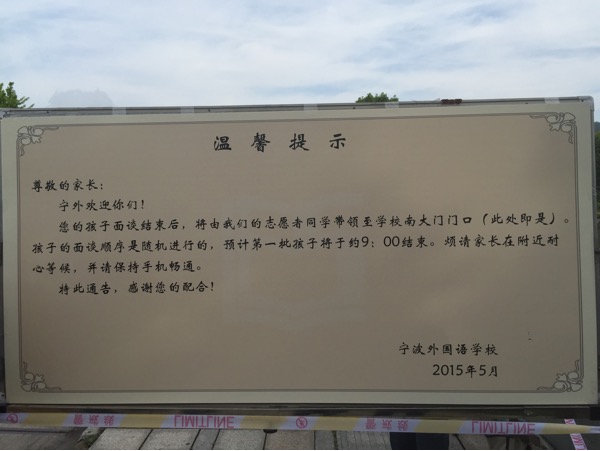 温馨提示
尊敬的家长：
宁外欢迎你们！
您的孩子面谈结束后，将由我们的志愿者同学带领至学校南大门门口（此处即是）。
孩子的面谈顺序是随机进行的，预计第一批孩子将于约9：00结束。烦请家长在附近耐
心等候，并请保持手机畅通。
特此通告，感谢您的配合！
宁波外国语学校
2015年5月
LIMITLINE LIMITLINE